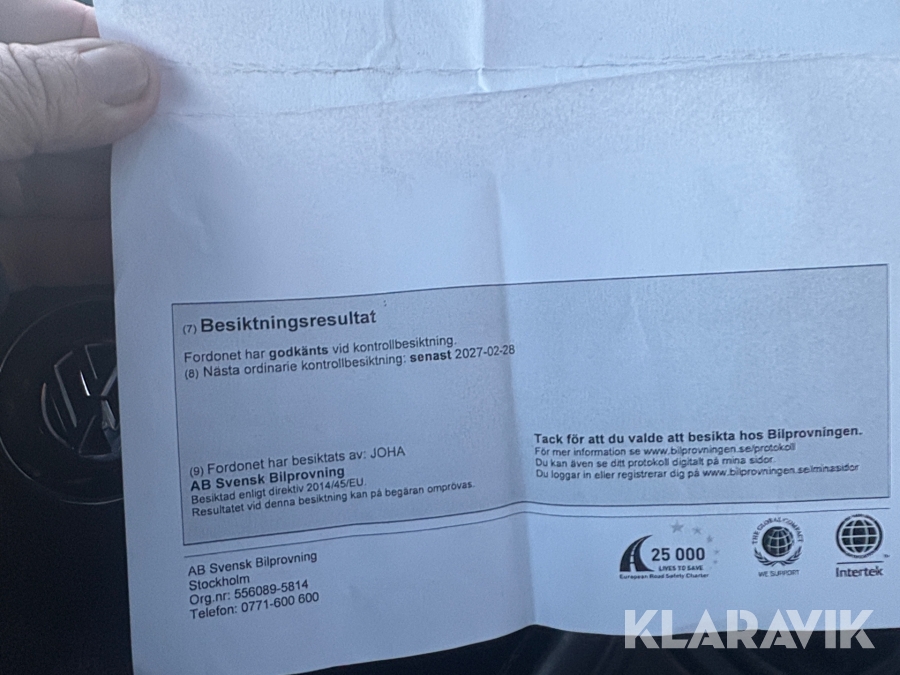 (7) Besiktningsresultat
Fordonet har godkänts vid kontrollbesiktning.
(8) Nästa ordinarie kontrollbesiktning: senast 2027-02-28
(9) Fordonet har besiktats av: JOHA
AB Svensk Bilprovning
Besiktad enligt direktiv 2014/45/EU.
Resultatet vid denna besiktning kan på begäran omprövas.
Tack för att du valde att besikta hos Bilprovningen.
För mer information se www.bilprovningen.se/protokoll
Du kan även se ditt protokoll digitalt på mina sidor.
Du loggar in eller registrerar dig på www.bilprovningen.se/minasidor
AB Svensk Bilprovning
Stockholm
Org.nr: 556089-5814
Telefon: 0771-600 600
25 000
LIVES TO SAVE
European Road Safety Charter
THE GLOBAL COMPACT
WE SUPPORT
Intertek
VW
KLARAVIK